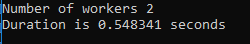 Number of workers 2
Duration is 0.548341 seconds